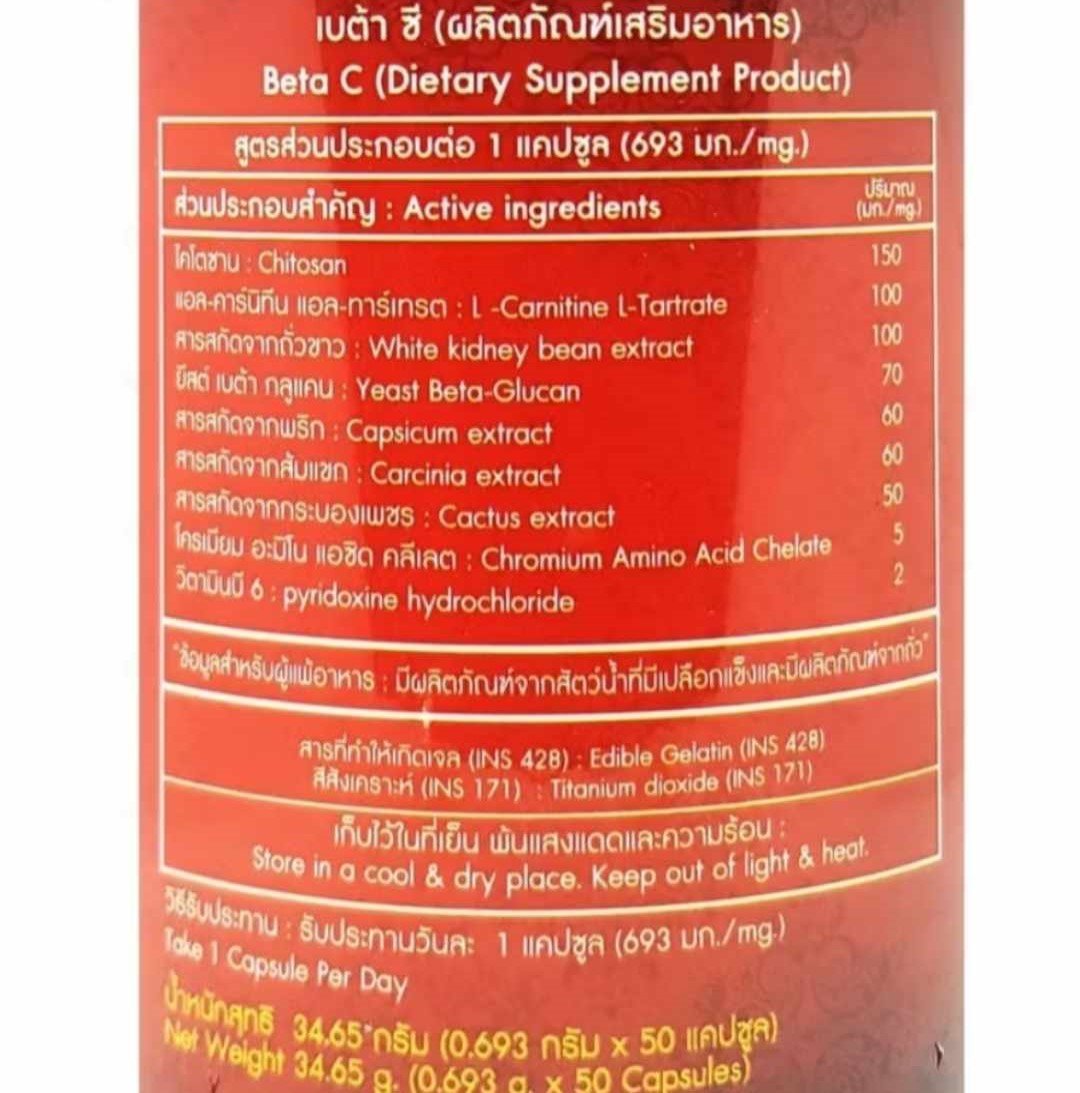 เบต้า ซี (ผลิตภัณฑ์เสริมอาหาร)
Beta C (Dietary Supplement Product)
สูตรส่วนประกอบต่อ 1 แคปซูล (693 มก./mg.)
ส่วนประกอบสำคัญ : Active ingredients ปริมาณ (มก./mg.)
ไคโตซาน : Chitosan 150
แอล-คาร์นิทีน แอล-ทาร์เทรต : L -Carnitine L-Tartrate 100
สารสกัดจากถั่วขาว : White kidney bean extract 100
ยีสต์ เบต้า กลูแคน : Yeast Beta-Glucan 70
สารสกัดจากพริก : Capsicum extract 60
สารสกัดจากส้มแขก : Carcinia extract 60
สารสกัดจากกระบองเพชร : Cactus extract 50
โครเมียม อะมิโน แอซิด คลีเลต : Chromium Amino Acid Chelate 5
วิตามินบี 6 : pyridoxine hydrochloride 2
"ข้อมูลสำหรับผู้แพ้อาหาร : มีผลิตภัณฑ์จากสัตว์น้ำที่มีเปลือกแข็งและมีผลิตภัณฑ์จากถั่ว"
สารที่ทำให้เกิดเจล (INS 428) : Edible Gelatin (INS 428)
สีสังเคราะห์ (INS 171) : Titanium dioxide (INS 171)
เก็บไว้ในที่เย็น พ้นแสงแดดและความร้อน :
Store in a cool & dry place. Keep out of light & heat.
วิธีรับประทาน : รับประทานวันละ 1 แคปซูล (693 มก./mg.)
Take 1 Capsule Per Day
น้ำหนักสุทธิ 34.65 กรัม (0.693 กรัม x 50 แคปซูล)
Net Weight 34.65 g. (0.693 g. x 50 Capsules)